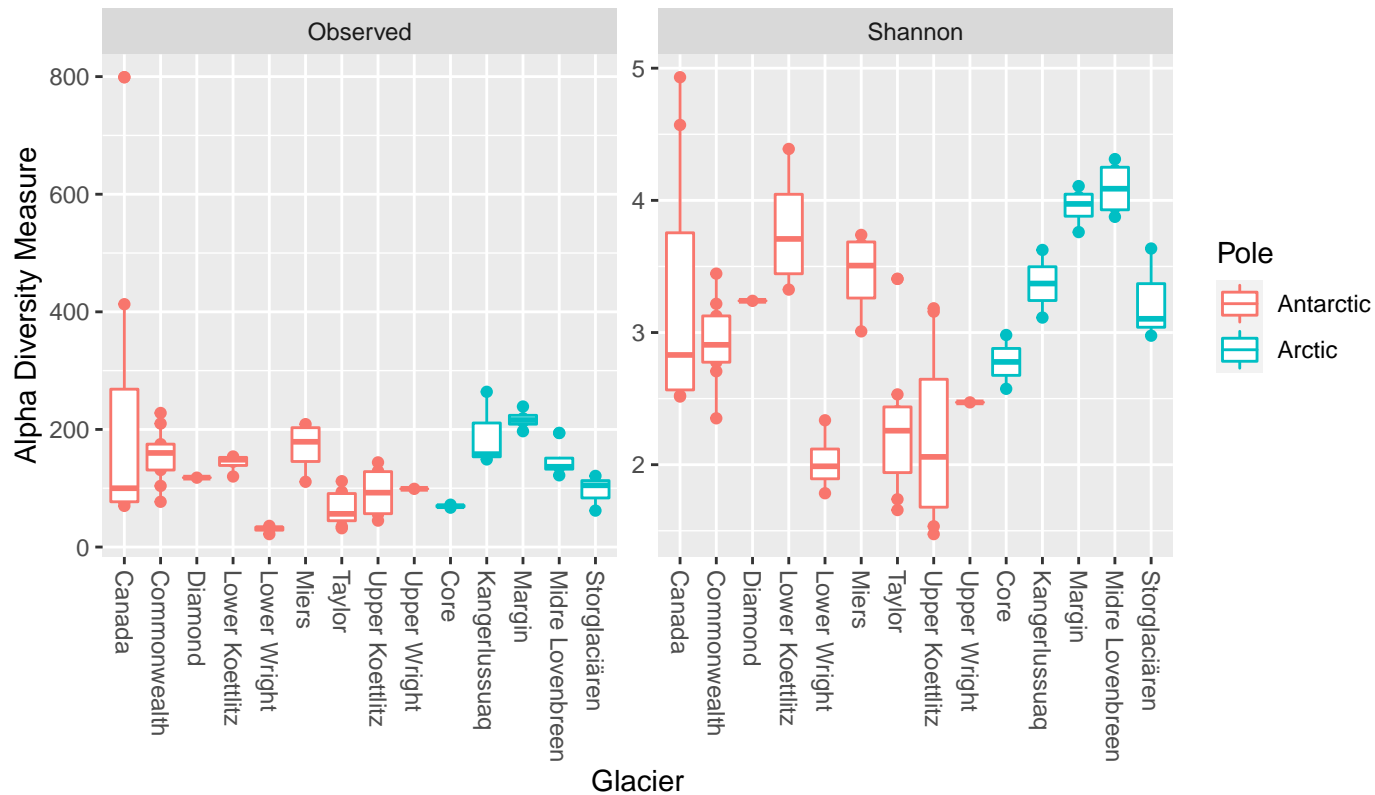 Observed
Shannon
Alpha Diversity Measure
800
600
400
200
0
5
4
3
2
Canada
Commonwealth
Diamond
Lower Koettlitz
Lower Wright
Miers
Taylor
Upper Koettlitz
Upper Wright
Core
Kangerlussuaq
Margin
Midre Lovenbreen
Storglaciären
Canada
Commonwealth
Diamond
Lower Koettlitz
Lower Wright
Miers
Taylor
Upper Koettlitz
Upper Wright
Core
Kangerlussuaq
Margin
Midre Lovenbreen
Storglaciären
Glacier
Pole
Antarctic
Arctic